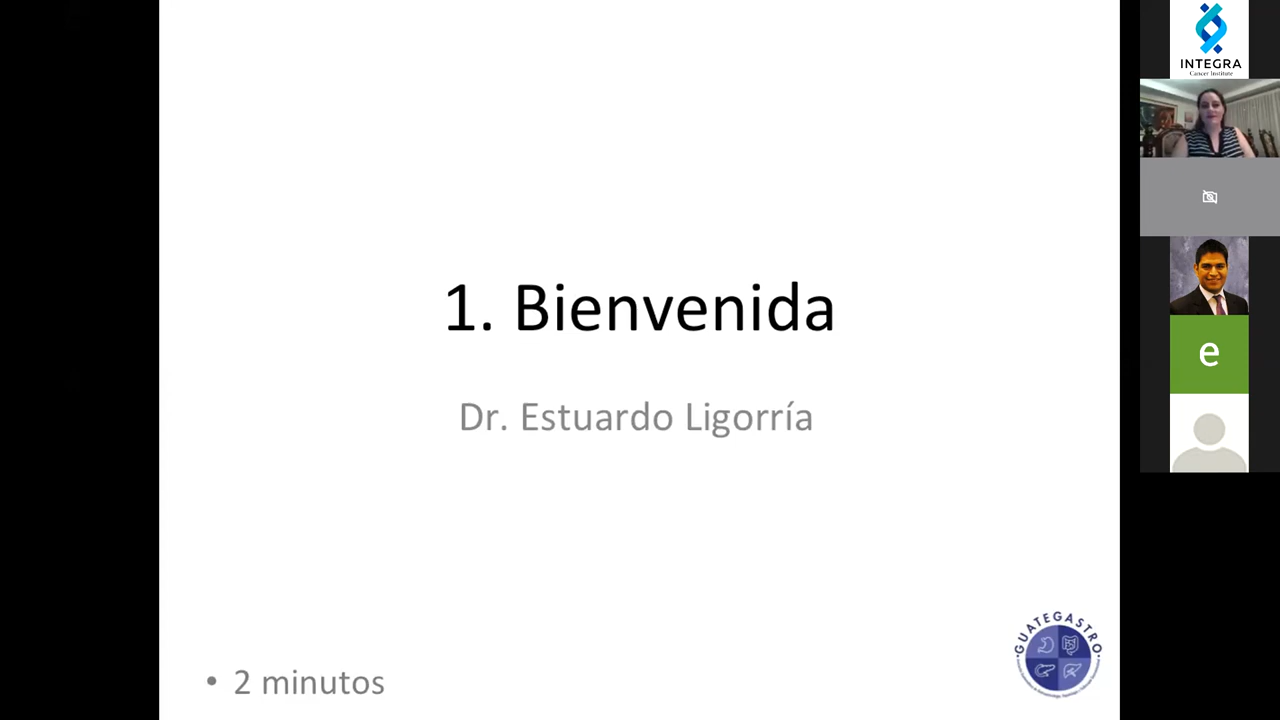 1. Bienvenida
Dr. Estuardo Ligorría
• 2 minutos
GUATEGASTRO
INTEGRA
Cancer Institute
e